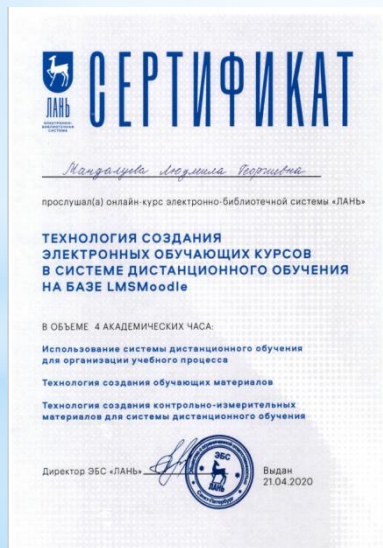 ЛАНЬ
ЭЛЕКТРОННО-
БИБЛИОТЕЧНАЯ
СИСТЕМА
СЕРТИФИКАТ
Людмила Георгиевна
прослушал(а) онлайн-курс электронно-библиотечной системы «ЛАНЬ»
ТЕХНОЛОГИЯ СОЗДАНИЯ
ЭЛЕКТРОННЫХ ОБУЧАЮЩИХ КУРСОВ
В СИСТЕМЕ ДИСТАНЦИОННОГО ОБУЧЕНИЯ
НА БАЗЕ LMSMoodle
В ОБЪЕМЕ 4 АКАДЕМИЧЕСКИХ ЧАСА:
Использование системы дистанционного обучения
для организации учебного процесса
Технология создания обучающих материалов
Технология создания контрольно-измерительных
материалов для системы дистанционного обучения
Директор ЭБС «ЛАНЬ»
ЭБС
ЛАНЬ
Санкт-Петербург
Выдан
21.04.2020